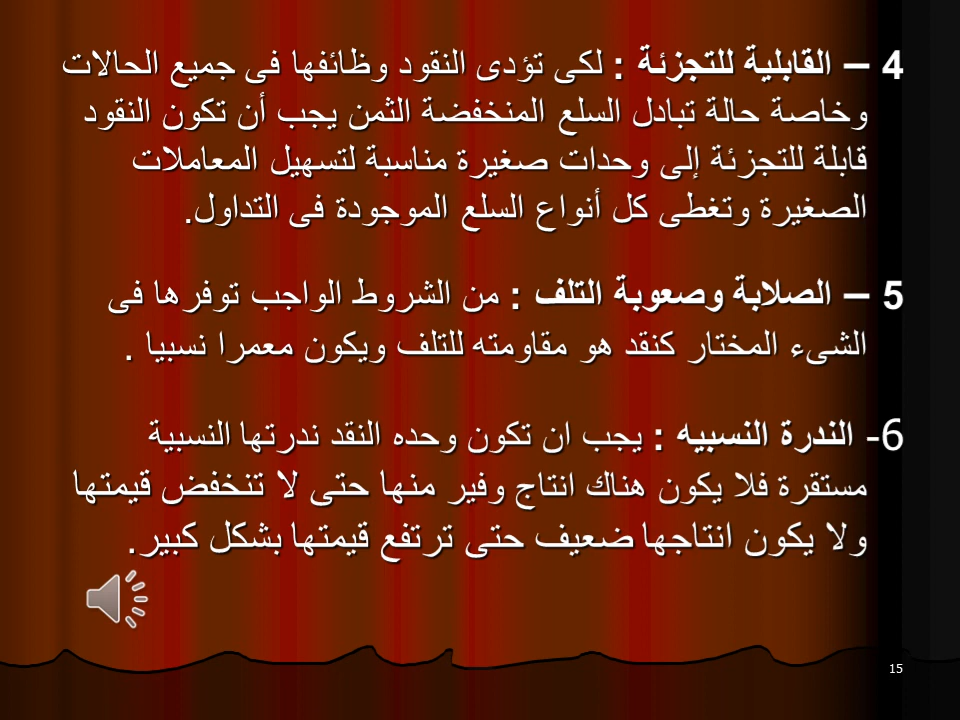 4 – القابلية للتجزئة : لكى تؤدى النقود وظائفها فى جميع الحالات
وخاصة حالة تبادل السلع المنخفضة الثمن يجب أن تكون النقود
قابلة للتجزئة إلى وحدات صغيرة مناسبة لتسهيل المعاملات
الصغيرة وتغطى كل أنواع السلع الموجودة فى التداول.
5 – الصلابة وصعوبة التلف : من الشروط الواجب توفرها فى
الشىء المختار كنقد هو مقاومته للتلف ويكون معمرا نسبيا .
6- الندرة النسبيه : يجب ان تكون وحده النقد ندرتها النسبية
مستقرة فلا يكون هناك انتاج وفير منها حتى لا تنخفض قيمتها
ولا يكون انتاجها ضعيف حتى ترتفع قيمتها بشكل كبير.
15